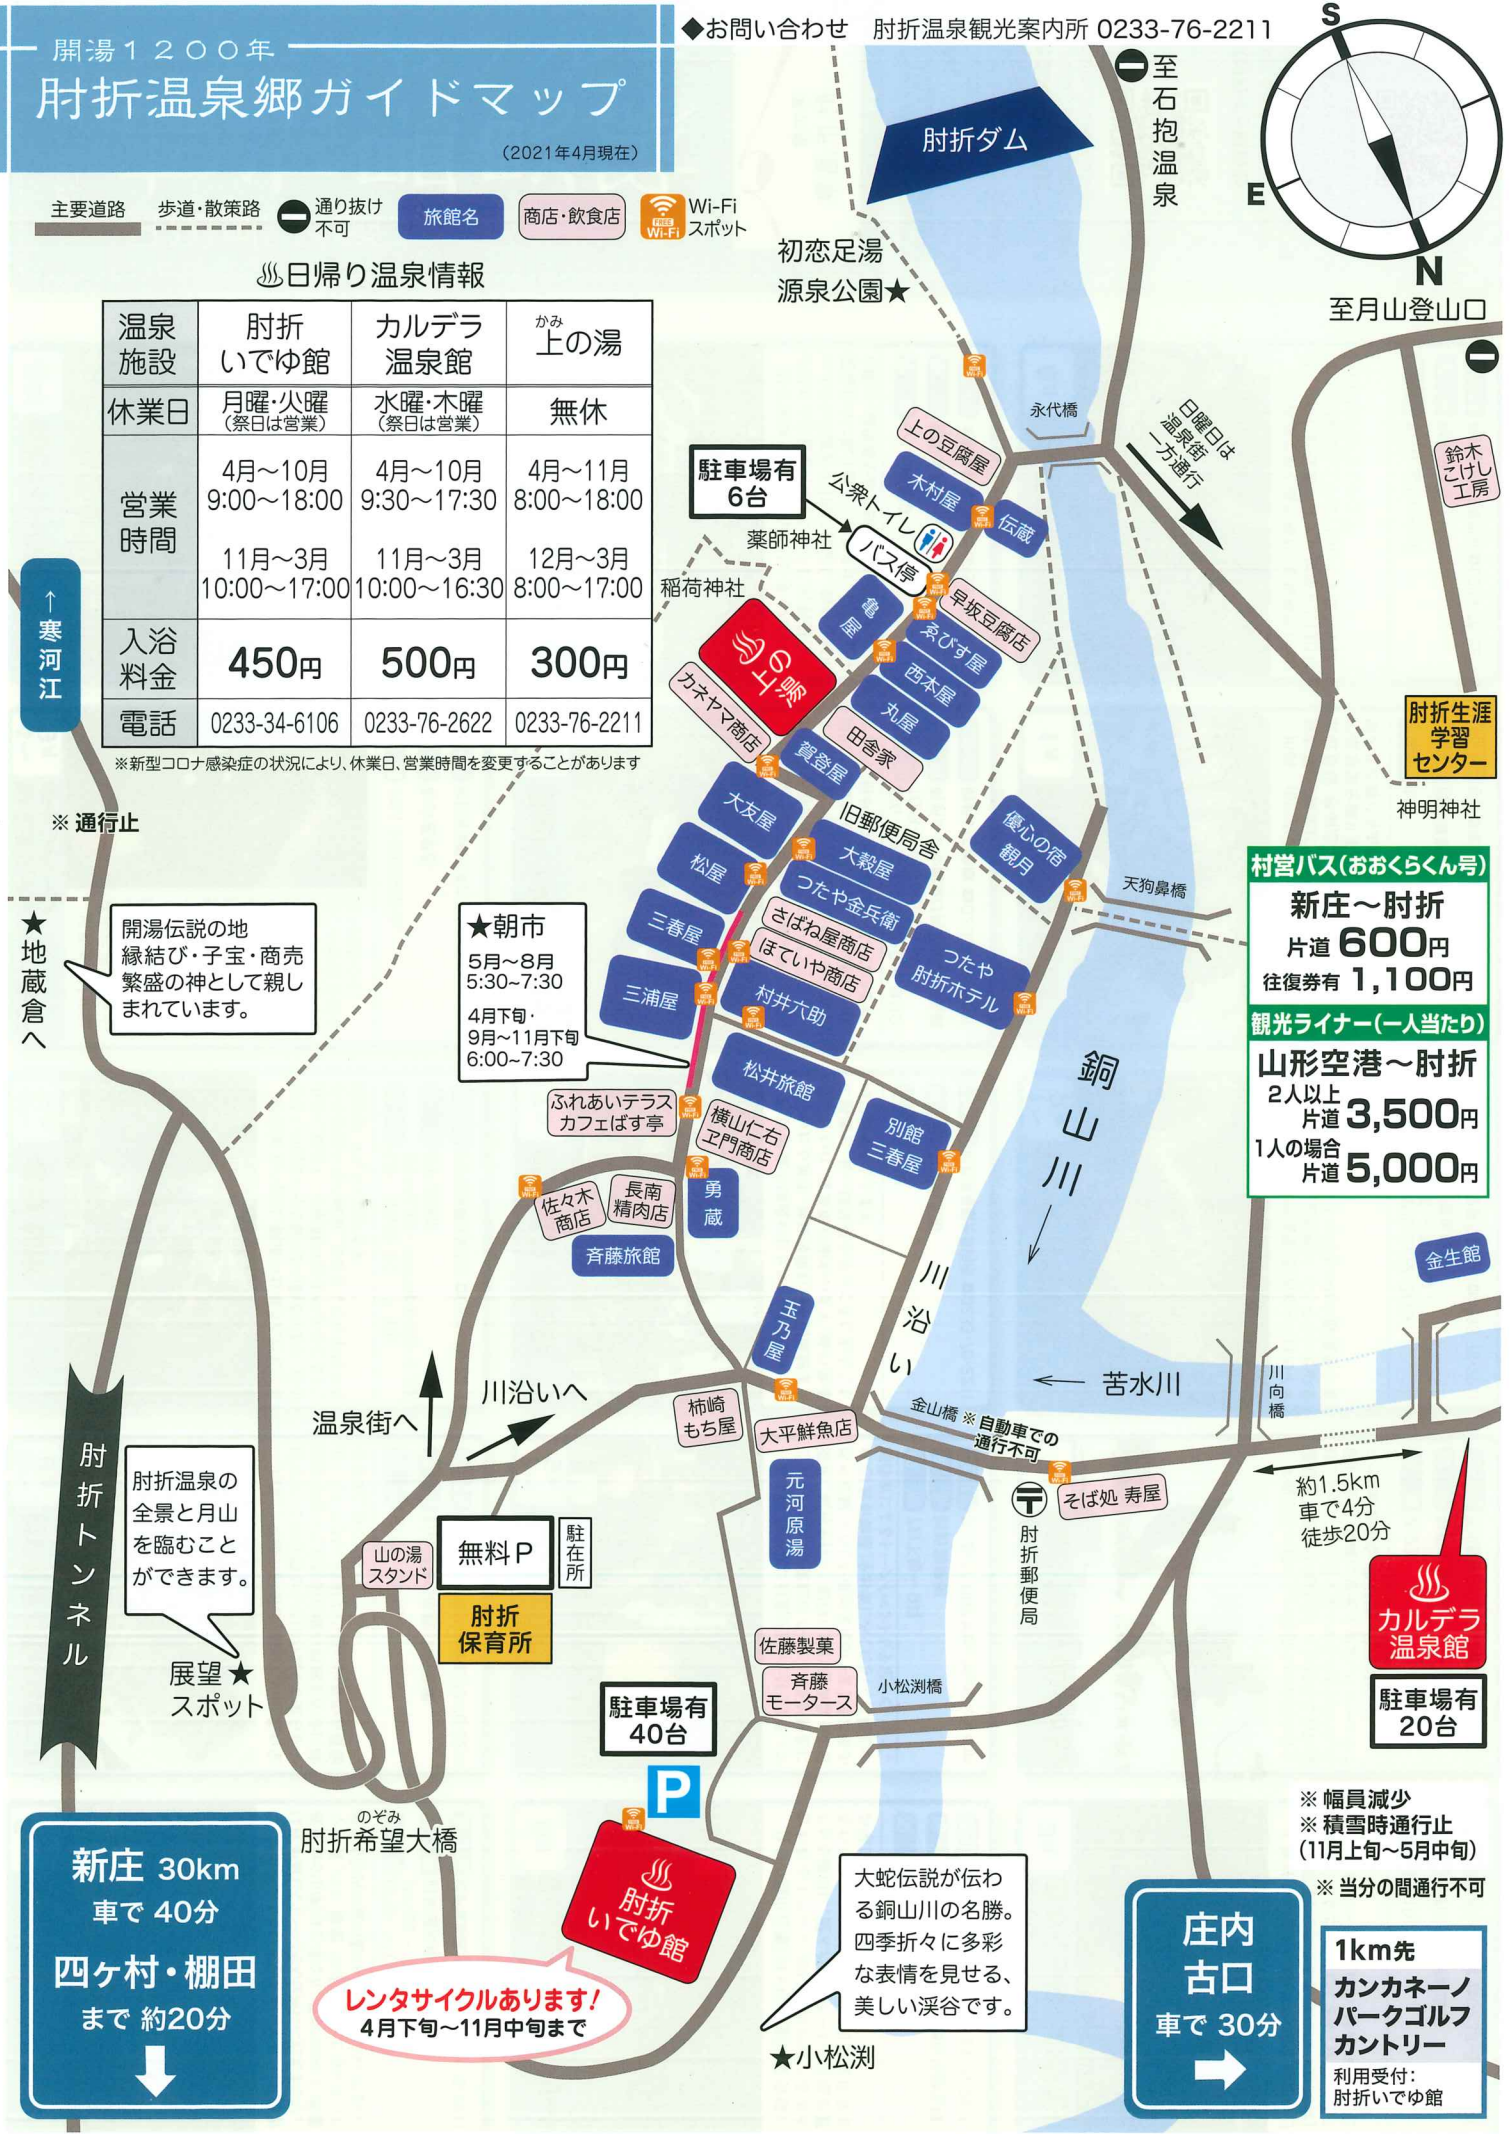 開湯1200年
肘折温泉郷ガイドマップ
(2021年4月現在)
◆お問い合わせ 肘折温泉観光案内所 0233-76-2211
主要道路
歩道・散策路
通り抜け
不可
旅館名
商店・飲食店
FREE
Wi-Fi
Wi-Fi
スポット
♨日帰り温泉情報
温泉
施設
肘折
いでゆ館
カルデラ
温泉館
かみ
上の湯
休業日
月曜・火曜
(祭日は営業)
水曜・木曜
(祭日は営業)
無休
営業
時間
4月〜10月
9:00〜18:00
11月〜3月
10:00〜17:00
4月〜10月
9:30〜17:30
11月〜3月
10:00〜16:30
4月〜11月
8:00〜18:00
12月〜3月
8:00〜17:00
入浴
料金
450円
500円
300円
電話
0233-34-6106
0233-76-2622
0233-76-2211
※新型コロナ感染症の状況により、休業日、営業時間を変更することがあります
S
E
N
至石抱温泉
肘折ダム
初恋足湯
源泉公園★
至月山登山口
永代橋
日曜日は
温泉街
一方通行
鈴木
こけし
工房
肘折生涯
学習
センター
神明神社
上の豆腐屋
木村屋
伝蔵
駐車場有
6台
公衆トイレ
バス停
薬師神社
稲荷神社
早坂豆腐店
亀屋
ゑびす屋
西本屋
丸屋
上の湯
カネヤマ商店
田舎家
賀登屋
大友屋
旧郵便局舎
大穀屋
松屋
つたや金兵衛
三春屋
さばね屋商店
ほていや商店
三浦屋
村井六助
優心の宿
観月
天狗鼻橋
つたや
肘折ホテル
松井旅館
★朝市
5月〜8月
5:30~7:30
4月下旬・
9月〜11月下旬
6:00~7:30
ふれあいテラス
カフェばす亭
横山仁右
ヱ門商店
別館
三春屋
勇蔵
佐々木
商店
長南
精肉店
斉藤旅館
銅山川
川沿い
玉乃屋
↑寒河江
※ 通行止
★地蔵倉へ
開湯伝説の地
縁結び・子宝・商売
繁盛の神として親し
まれています。
村営バス(おおくらくん号)
新庄〜肘折
片道 600円
往復券有 1,100円
観光ライナー(一人当たり)
山形空港〜肘折
2人以上
片道 3,500円
1人の場合
片道 5,000円
金生館
苦水川
川向橋
金山橋
※ 自動車での
通行不可
そば処 寿屋
肘折郵便局
約1.5km
車で4分
徒歩20分
カルデラ
温泉館
駐車場有
20台
温泉街へ
川沿いへ
柿崎
もち屋
大平鮮魚店
元河原湯
肘折トンネル
肘折温泉の
全景と月山
を臨むこと
ができます。
展望★
スポット
山の湯
スタンド
無料P
駐在所
肘折
保育所
佐藤製菓
斉藤
モータース
小松渕橋
駐車場有
40台
P
肘折
いでゆ館
のぞみ
肘折希望大橋
レンタサイクルあります!
4月下旬〜11月中旬まで
大蛇伝説が伝わ
る銅山川の名勝。
四季折々に多彩
な表情を見せる、
美しい渓谷です。
★小松渕
新庄 30km
車で 40分
四ヶ村・棚田
まで 約20分
庄内
古口
車で 30分
※ 幅員減少
※ 積雪時通行止
(11月上旬〜5月中旬)
※ 当分の間通行不可
1km先
カンカネーノ
パークゴルフ
カントリー
利用受付:
肘折いでゆ館